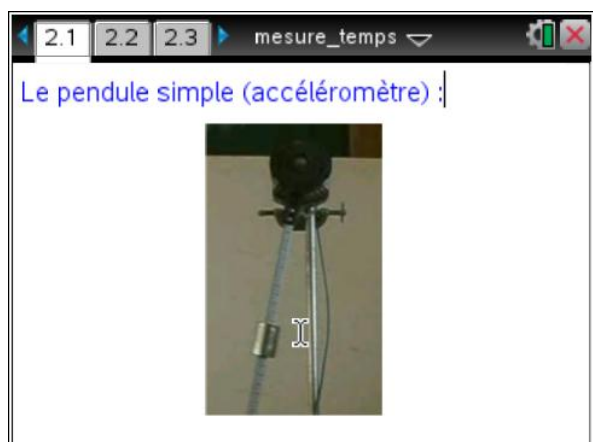 2.1 2.2 2.3 mesure_temps
Le pendule simple (accéléromètre) :